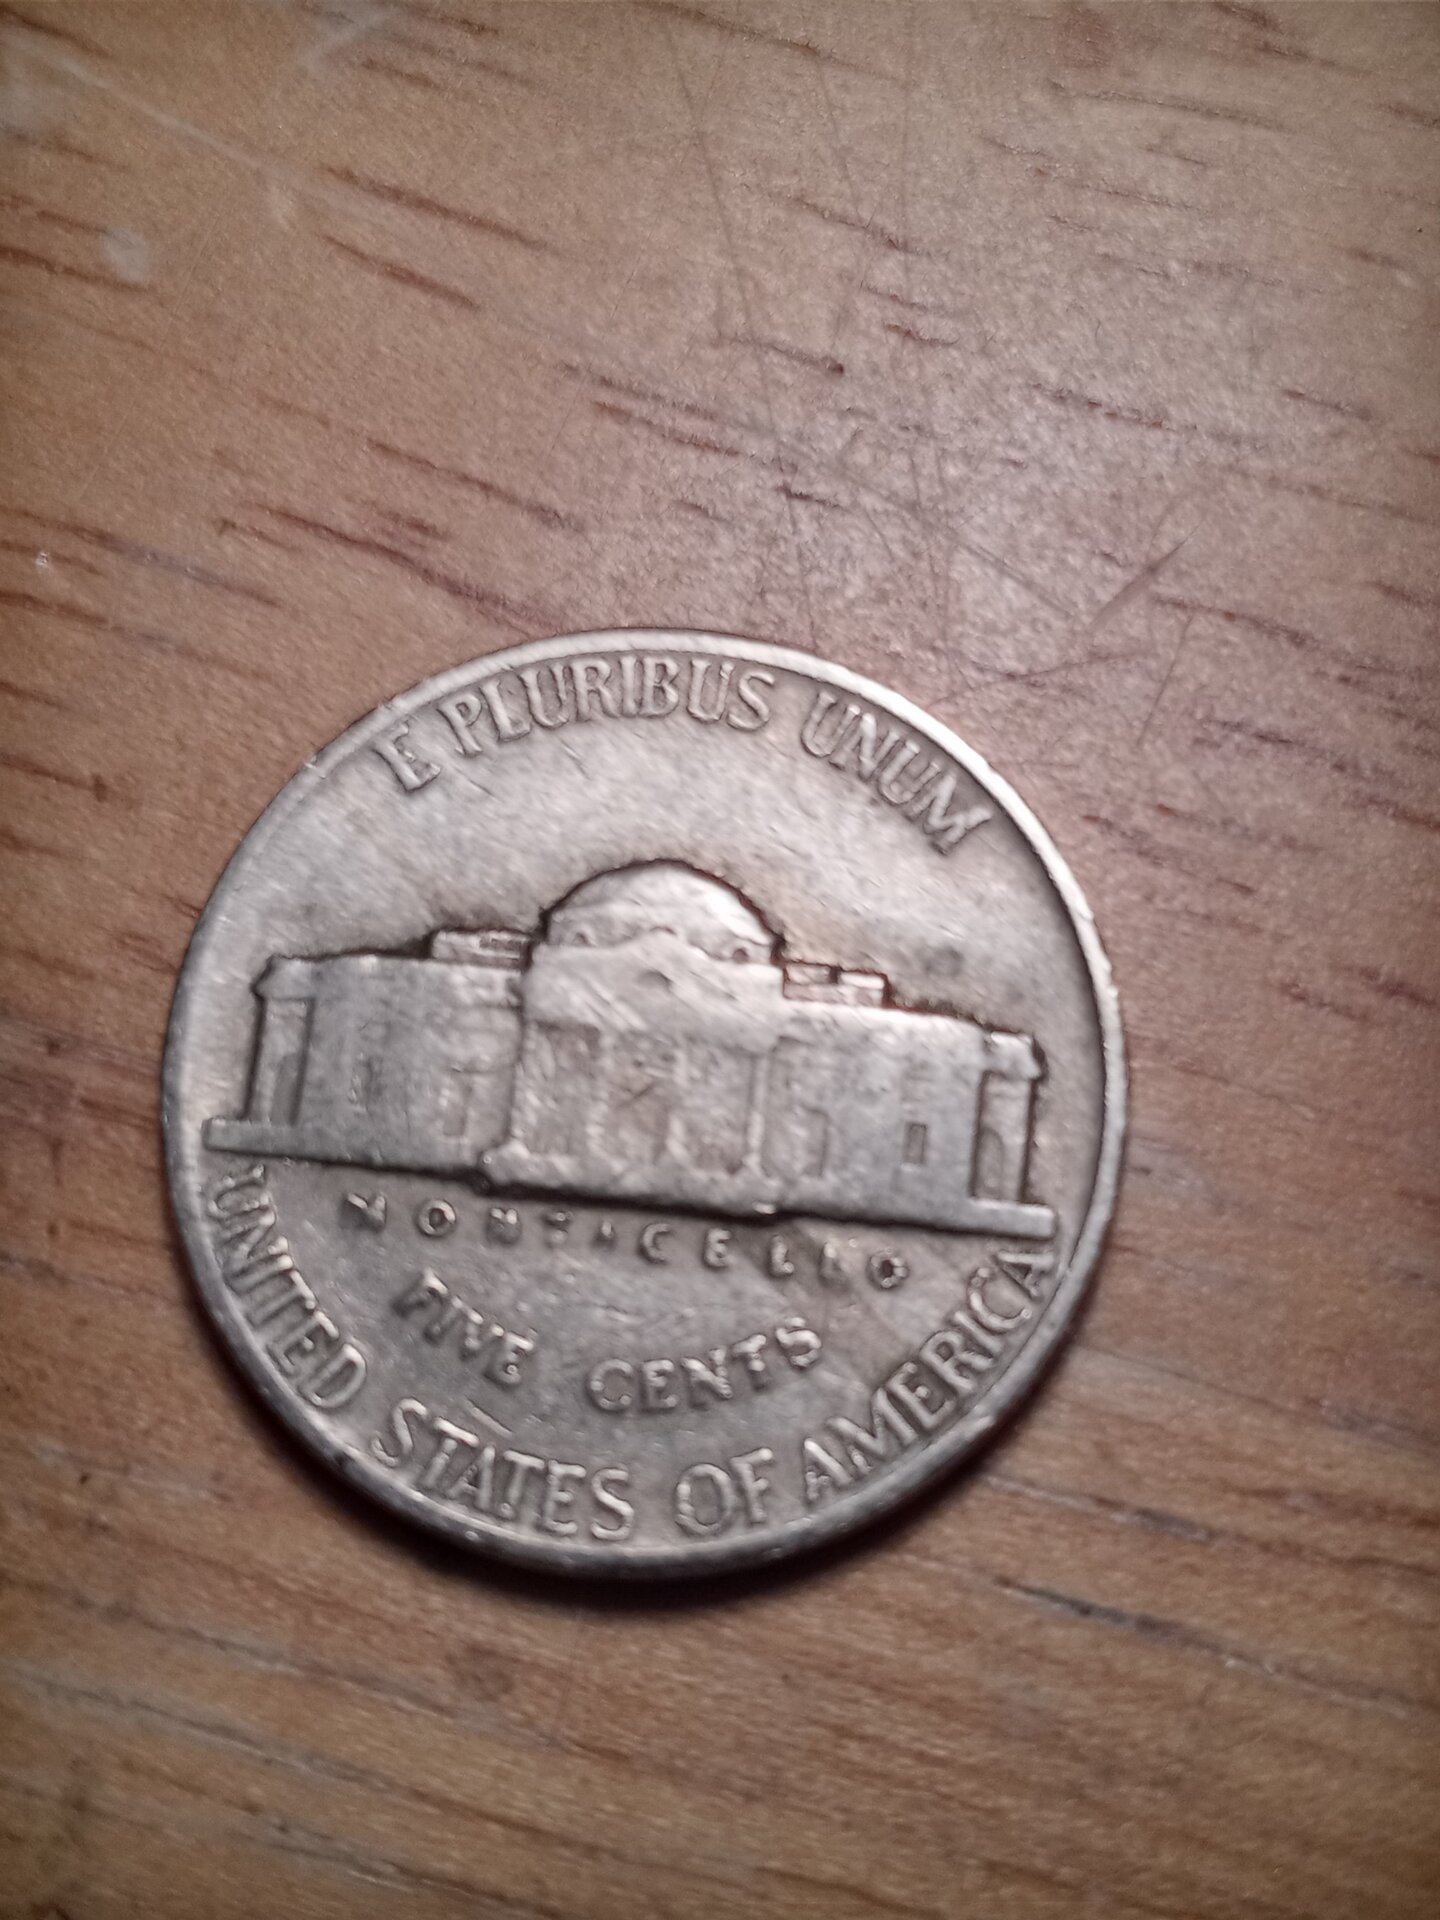 E PLURIBUS UNUM
MONTICELLO
FIVE CENTS
UNITED STATES OF AMERICA